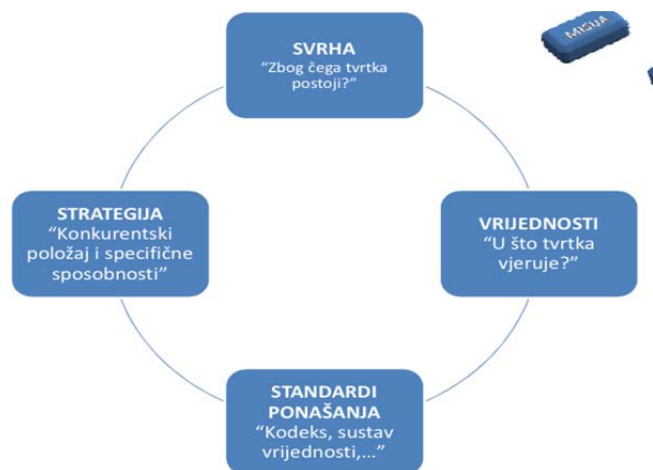 MISIJA
SVRHA
“Zbog čega tvrtka
postoji?”
STRATEGIJA
“Konkurentski
položaj i specifične
sposobnosti”
VRIJEDNOSTI
“U što tvrtka
vjeruje?”
STANDARDI
PONAŠANJA
“Kodeks, sustav
vrijednosti,...”